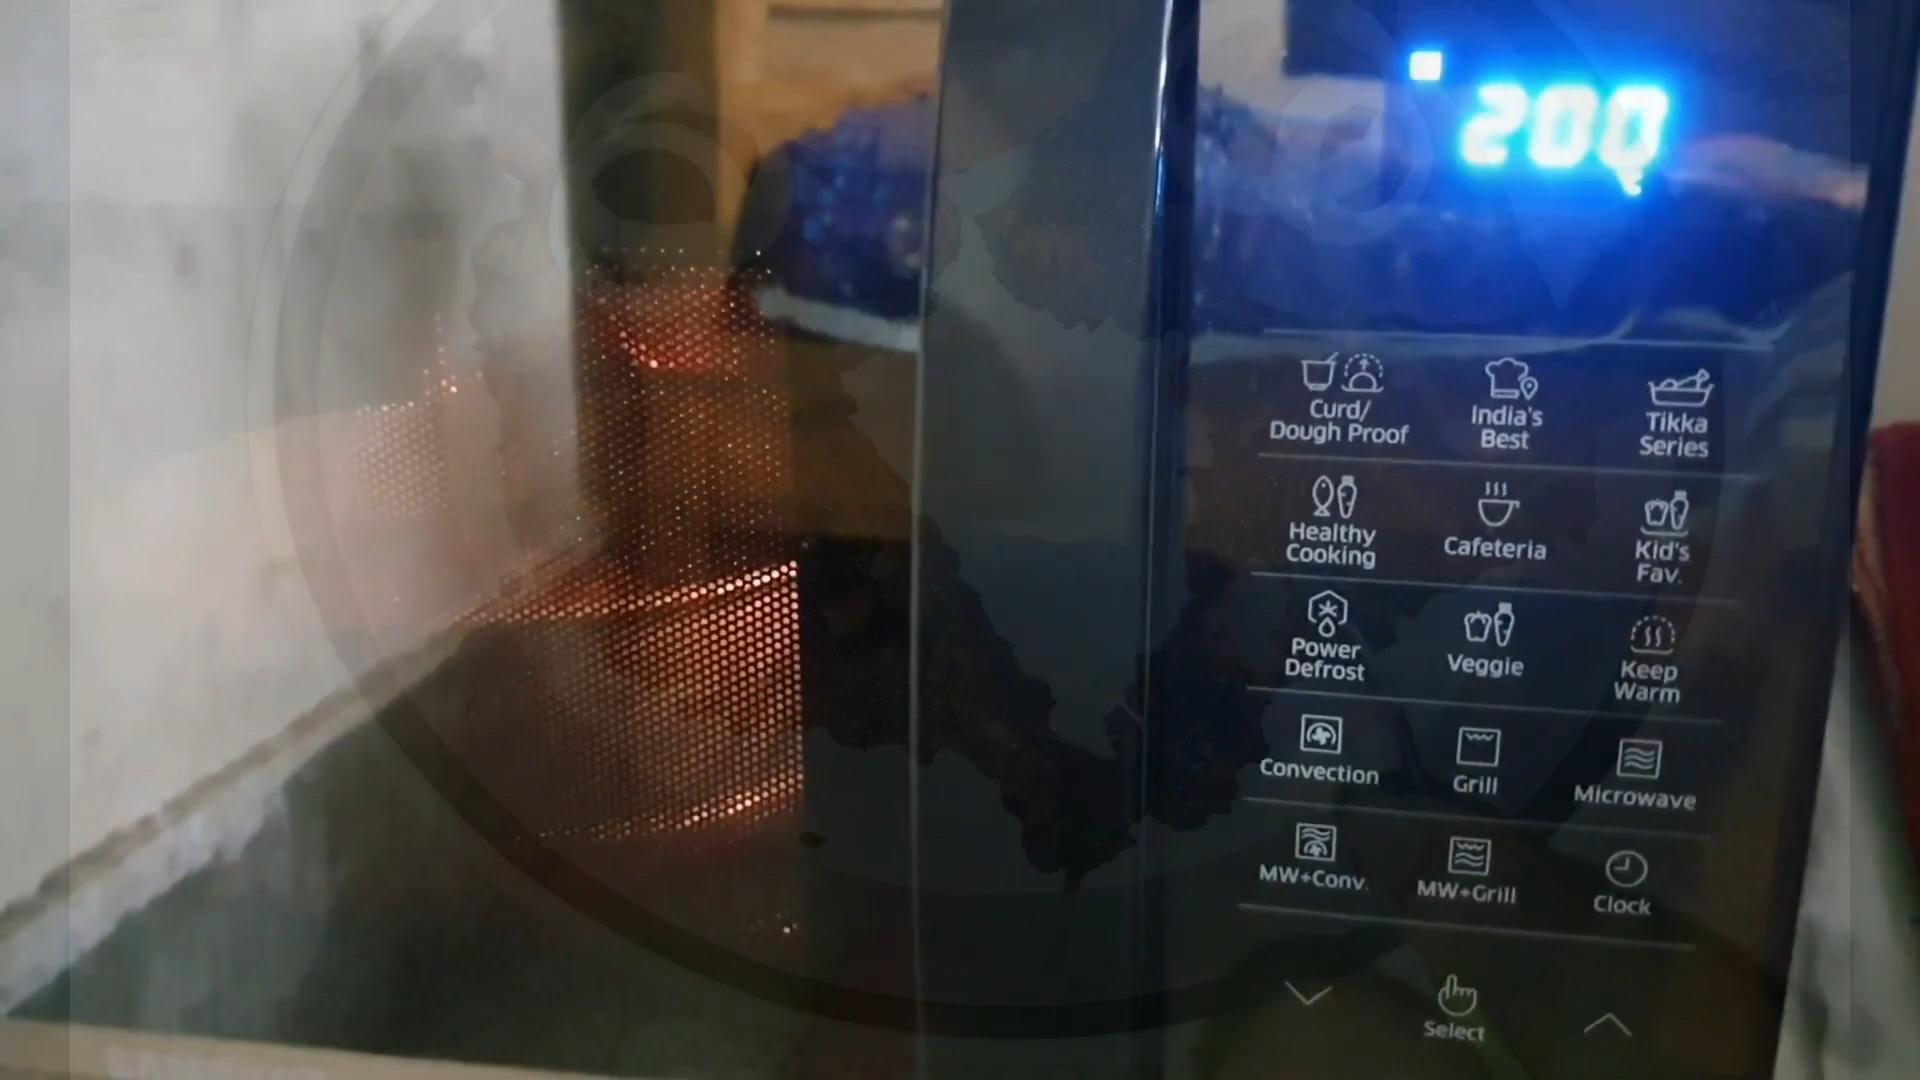 200
Curd/
Dough Proof
India's
Best
Tikka
Series
Healthy
Cooking
Cafeteria
Kid's
Fav.
Power
Defrost
Veggie
Keep
Warm
Convection
Grill
Microwave
MW+Conv.
MW+Grill
Clock
Select